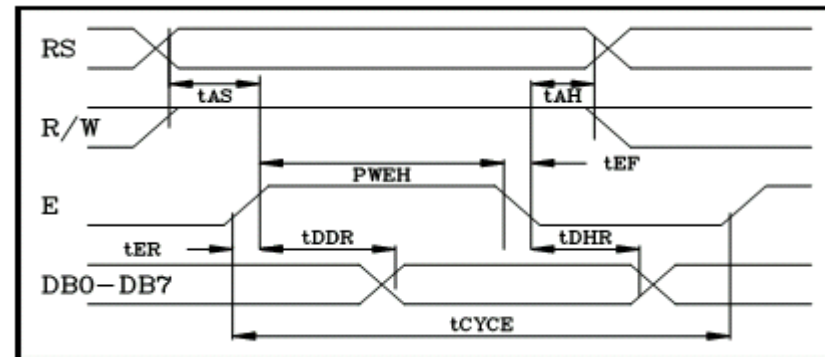 RS
tAS
tAH
R/W
PWEH
tEF
E
tER
tDDR
tDHR
DB0-DB7
tCYCE